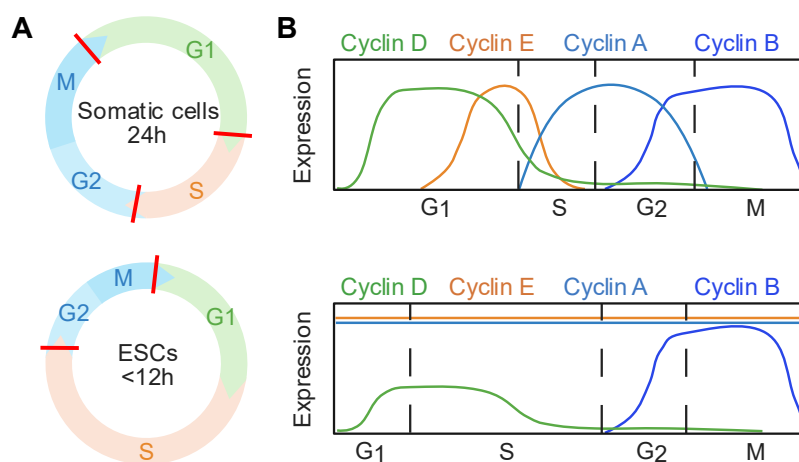 A
G1
M
Somatic cells
24h
G2
S
M
G2
G1
ESCs
<12h
S
B
Cyclin D Cyclin E Cyclin A Cyclin B
Expression
G1 S G2 M
Cyclin D Cyclin E Cyclin A Cyclin B
Expression
G1 S G2 M